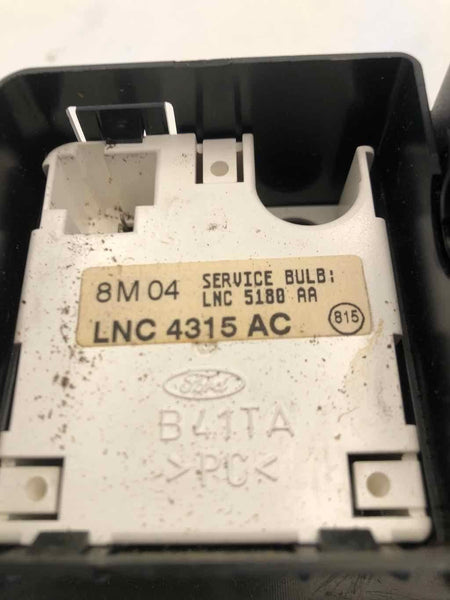 8M04 SERVICE BULB:
LNC 5180 AA
LNC 4315 AC 815
Ford
B41TA
>PC<